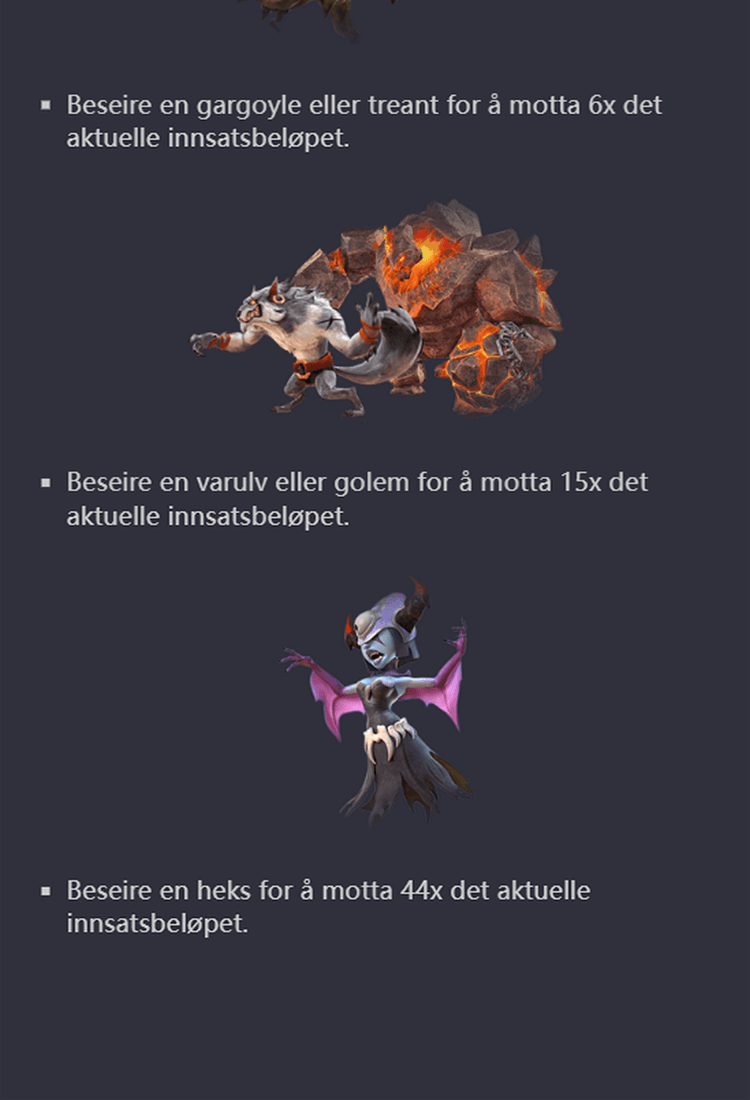 ▪ Beseire en gargoyle eller treant for å motta 6x det
aktuelle innsatsbeløpet.
▪ Beseire en varulv eller golem for å motta 15x det
aktuelle innsatsbeløpet.
▪ Beseire en heks for å motta 44x det aktuelle
innsatsbeløpet.